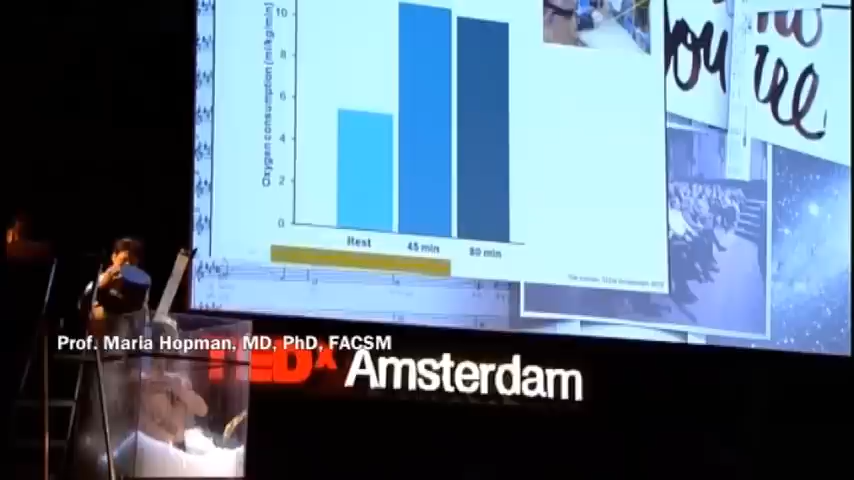 10
8
6
4
2
0
Oxygen consumption (ml/kg/min)
Rest
45 min
80 min
you
Prof. Maria Hopman, MD, PhD, FACSM
TEDx
Amsterdam